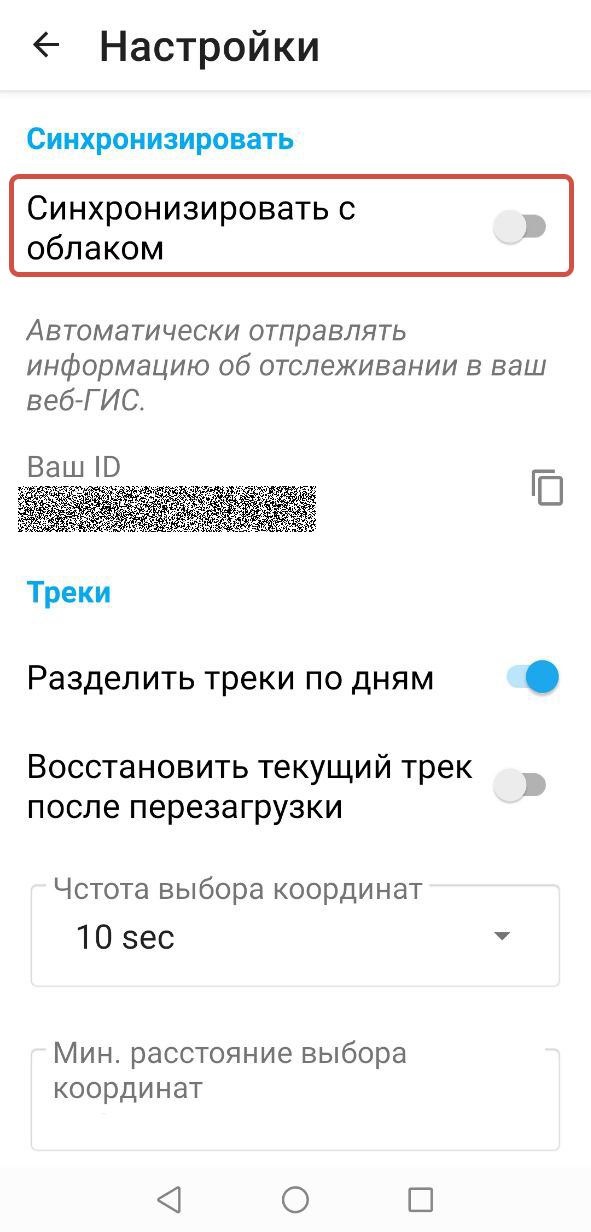 Настройки
Синхронизировать
Синхронизировать с
облаком
Автоматически отправлять
информацию об отслеживании в ваш
веб-ГИС.
Ваш ID
Треки
Разделить треки по дням
Восстановить текущий трек
после перезагрузки
Чстота выбора координат
10 sec
Мин. расстояние выбора
координат